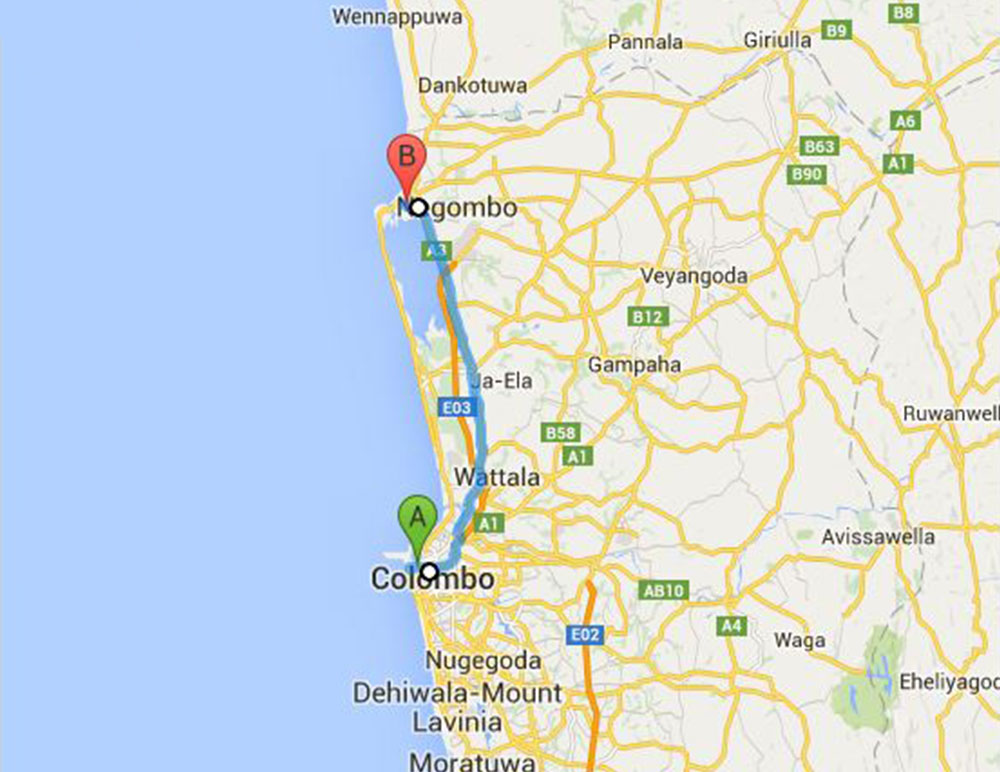 Wennappuwa
B8
B9
Pannala
Giriulla
Dankotuwa
A6
B63
A1
B90
B
Negombo
A3
Veyangoda
B12
Gampaha
Ja-Ela
E03
Ruwanwell
B58
A1
Wattala
A
A1
Avissawella
Colombo
AB10
A4
E02
Waga
Nugegoda
Eheliyagod
Dehiwala-Mount
Lavinia
Moratuwa